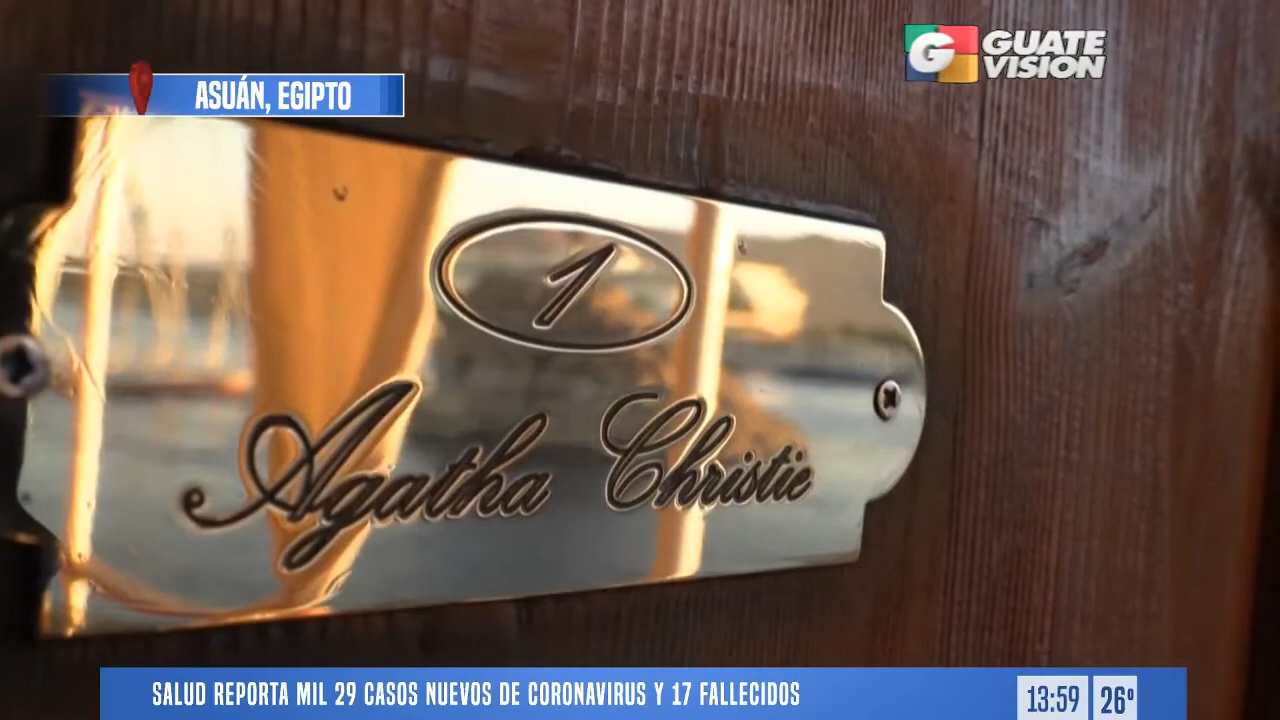 GUATE
VISION
ASUÁN, EGIPTO
1
Agatha Christie
SALUD REPORTA MIL 29 CASOS NUEVOS DE CORONAVIRUS Y 17 FALLECIDOS
13:59
26º